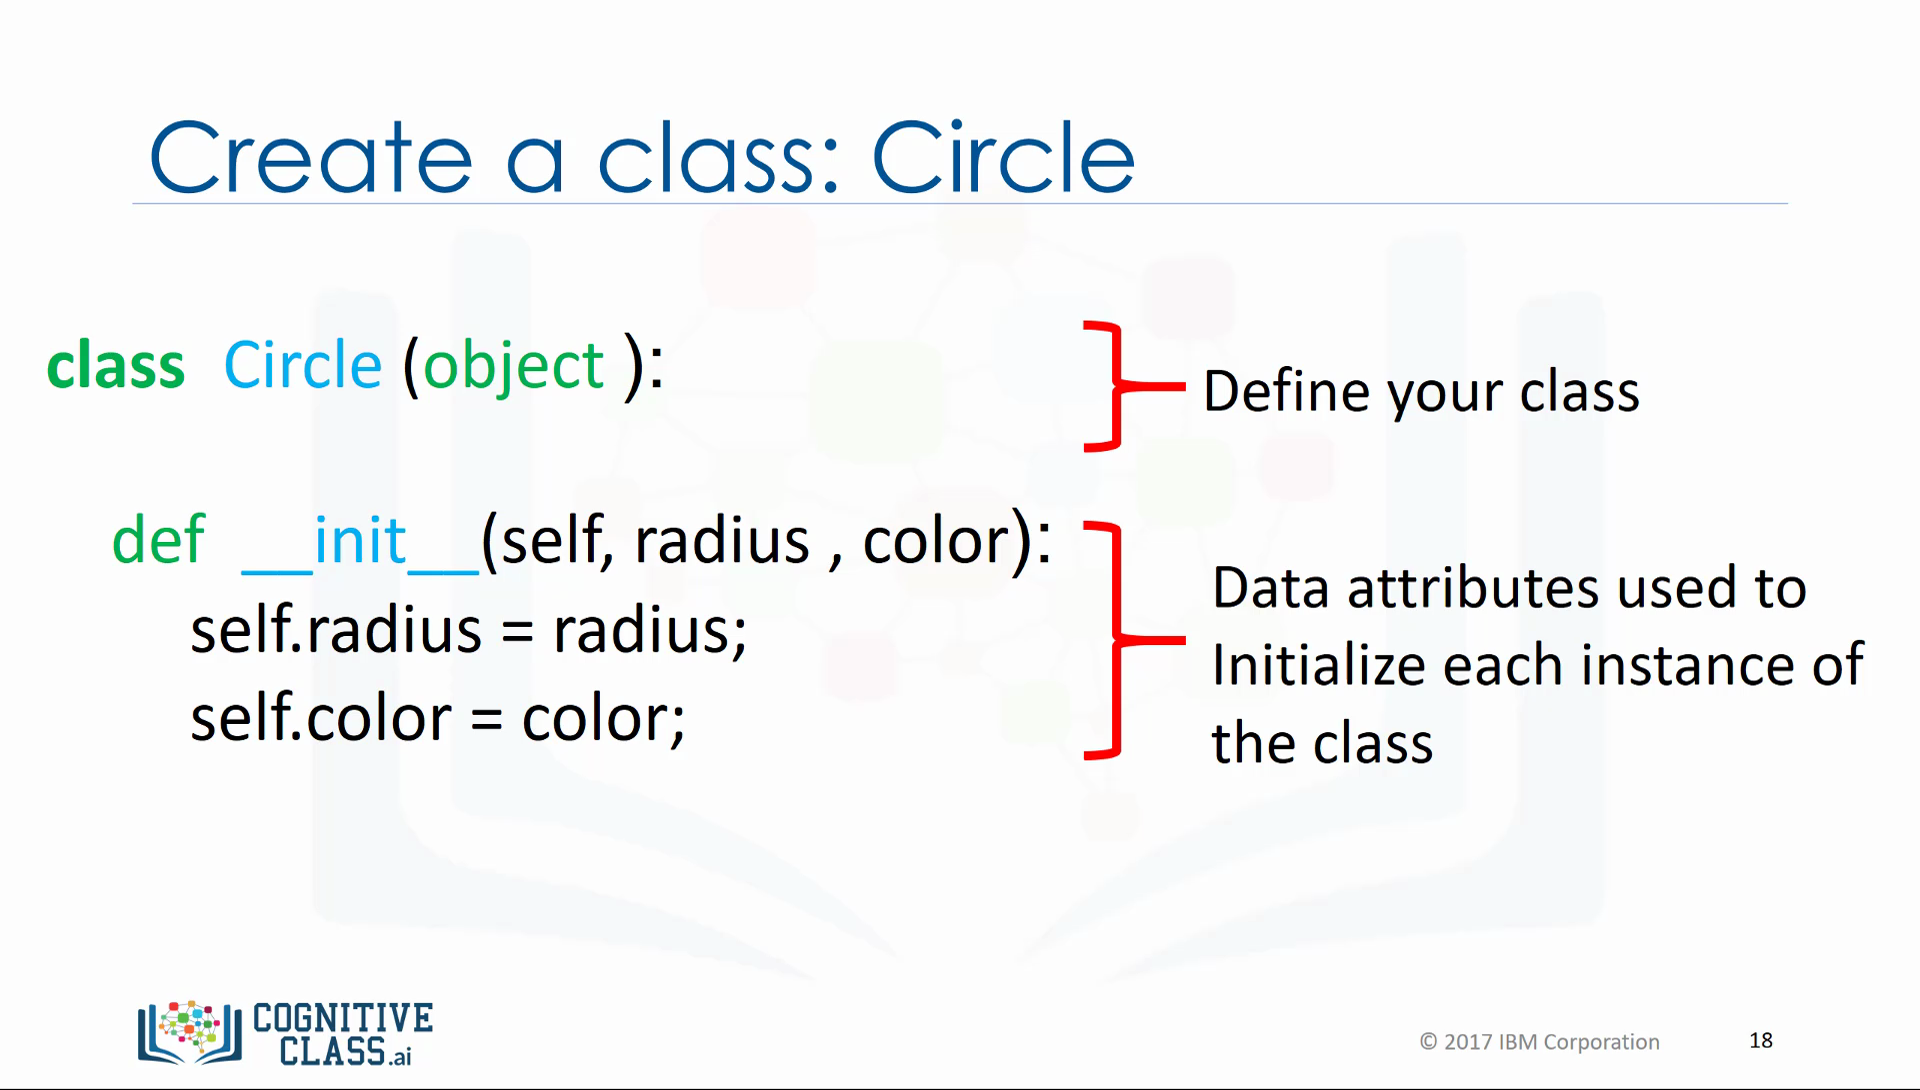 Create a class: Circle
class Circle (object ):
Define your class
def __init__(self, radius , color):
self.radius = radius;
self.color = color;
Data attributes used to
Initialize each instance of
the class
COGNITIVE
CLASS.ai
© 2017 IBM Corporation
18